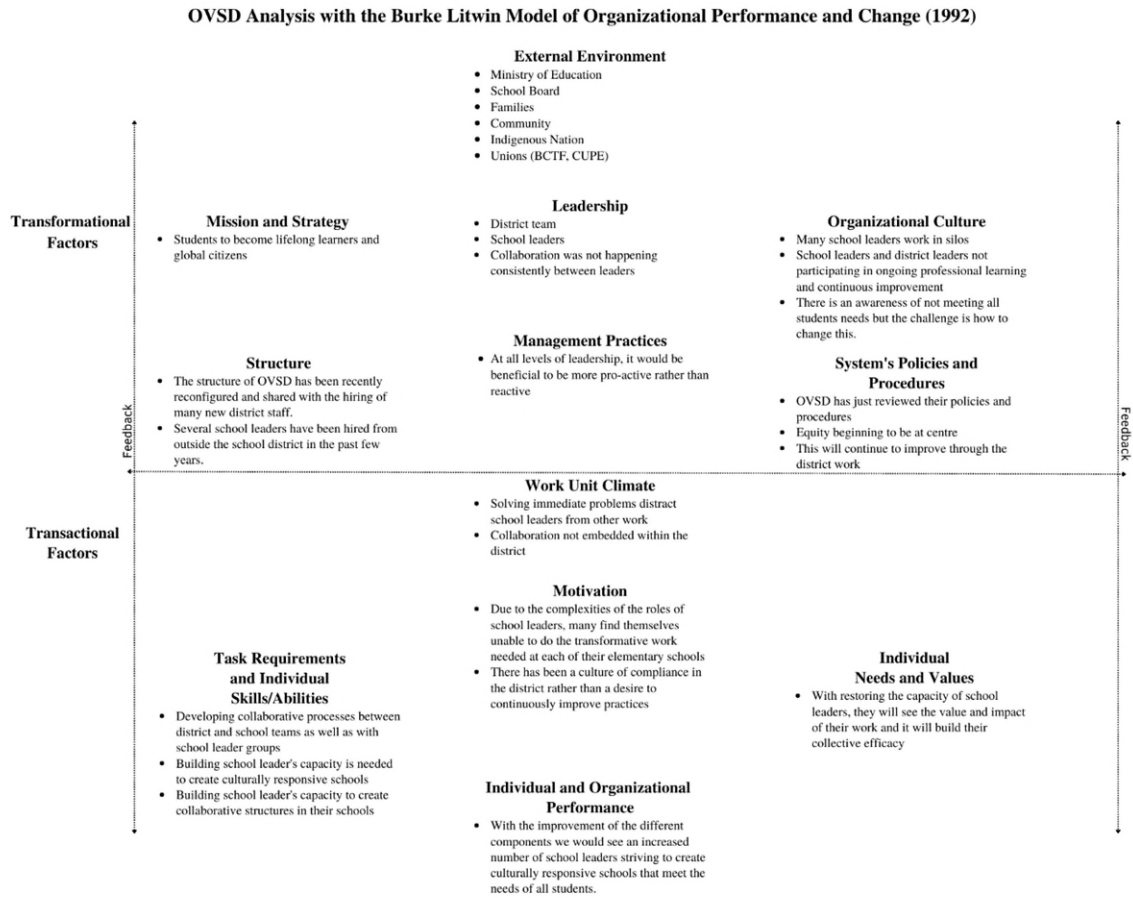 OVSD Analysis with the Burke Litwin Model of Organizational Performance and Change (1992)
External Environment
• Ministry of Education
• School Board
• Families
• Community
• Indigenous Nation
• Unions (BCTF, CUPE)
Transformational
Factors
Mission and Strategy
• Students to become lifelong learners and
global citizens
Leadership
• District team
• School leaders
• Collaboration was not happening
consistently between leaders
Organizational Culture
• Many school leaders work in silos
• School leaders and district leaders not
participating in ongoing professional learning
and continuous improvement
• There is an awareness of not meeting all
students needs but the challenge is how to
change this.
Structure
• The structure of OVSD has been recently
reconfigured and shared with the hiring of
many new district staff.
• Several school leaders have been hired from
outside the school district in the past few
years.
Management Practices
• At all levels of leadership, it would be
beneficial to be more pro-active rather than
reactive
System's Policies and
Procedures
• OVSD has just reviewed their policies and
procedures
• Equity beginning to be at centre
• This will continue to improve through the
district work
Feedback
Feedback
Transactional
Factors
Work Unit Climate
• Solving immediate problems distract
school leaders from other work
• Collaboration not embedded within the
district
Motivation
• Due to the complexities of the roles of
school leaders, many find themselves
unable to do the transformative work
needed at each of their elementary schools
• There has been a culture of compliance in
the district rather than a desire to
continuously improve practices
Task Requirements
and Individual
Skills/Abilities
• Developing collaborative processes between
district and school teams as well as with
school leader groups
• Building school leader's capacity is needed
to create culturally responsive schools
• Building school leader's capacity to create
collaborative structures in their schools
Individual
Needs and Values
• With restoring the capacity of school
leaders, they will see the value and impact
of their work and it will build their
collective efficacy
Individual and Organizational
Performance
• With the improvement of the different
components we would see an increased
number of school leaders striving to create
culturally responsive schools that meet the
needs of all students.